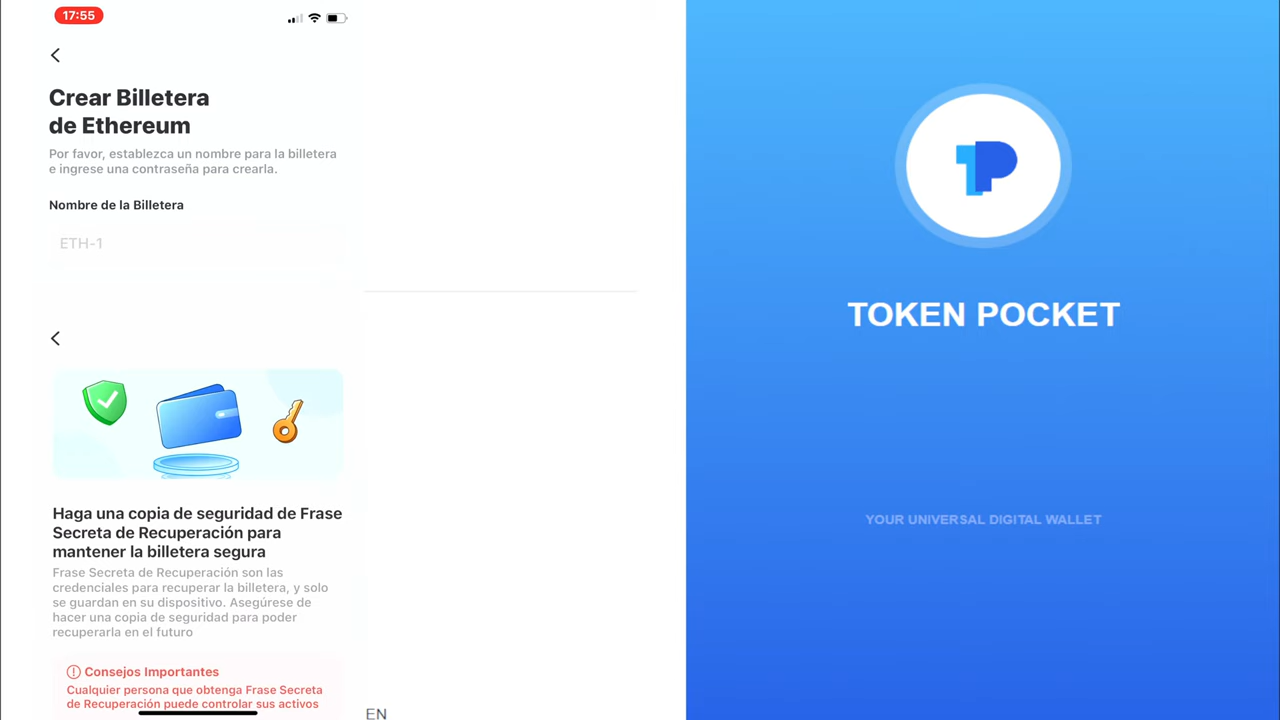 17:55
Crear Billetera
de Ethereum
Por favor, establezca un nombre para la billetera
e ingrese una contraseña para crearla.
Nombre de la Billetera
ETH-1
Haga una copia de seguridad de Frase
Secreta de Recuperación para
mantener la billetera segura
Frase Secreta de Recuperación son las
credenciales para recuperar la billetera, y solo
se guardan en su dispositivo. Asegúrese de
hacer una copia de seguridad para poder
recuperarla en el futuro
Consejos Importantes
Cualquier persona que obtenga Frase Secreta
de Recuperación puede controlar sus activos
EN
TOKEN POCKET
YOUR UNIVERSAL DIGITAL WALLET